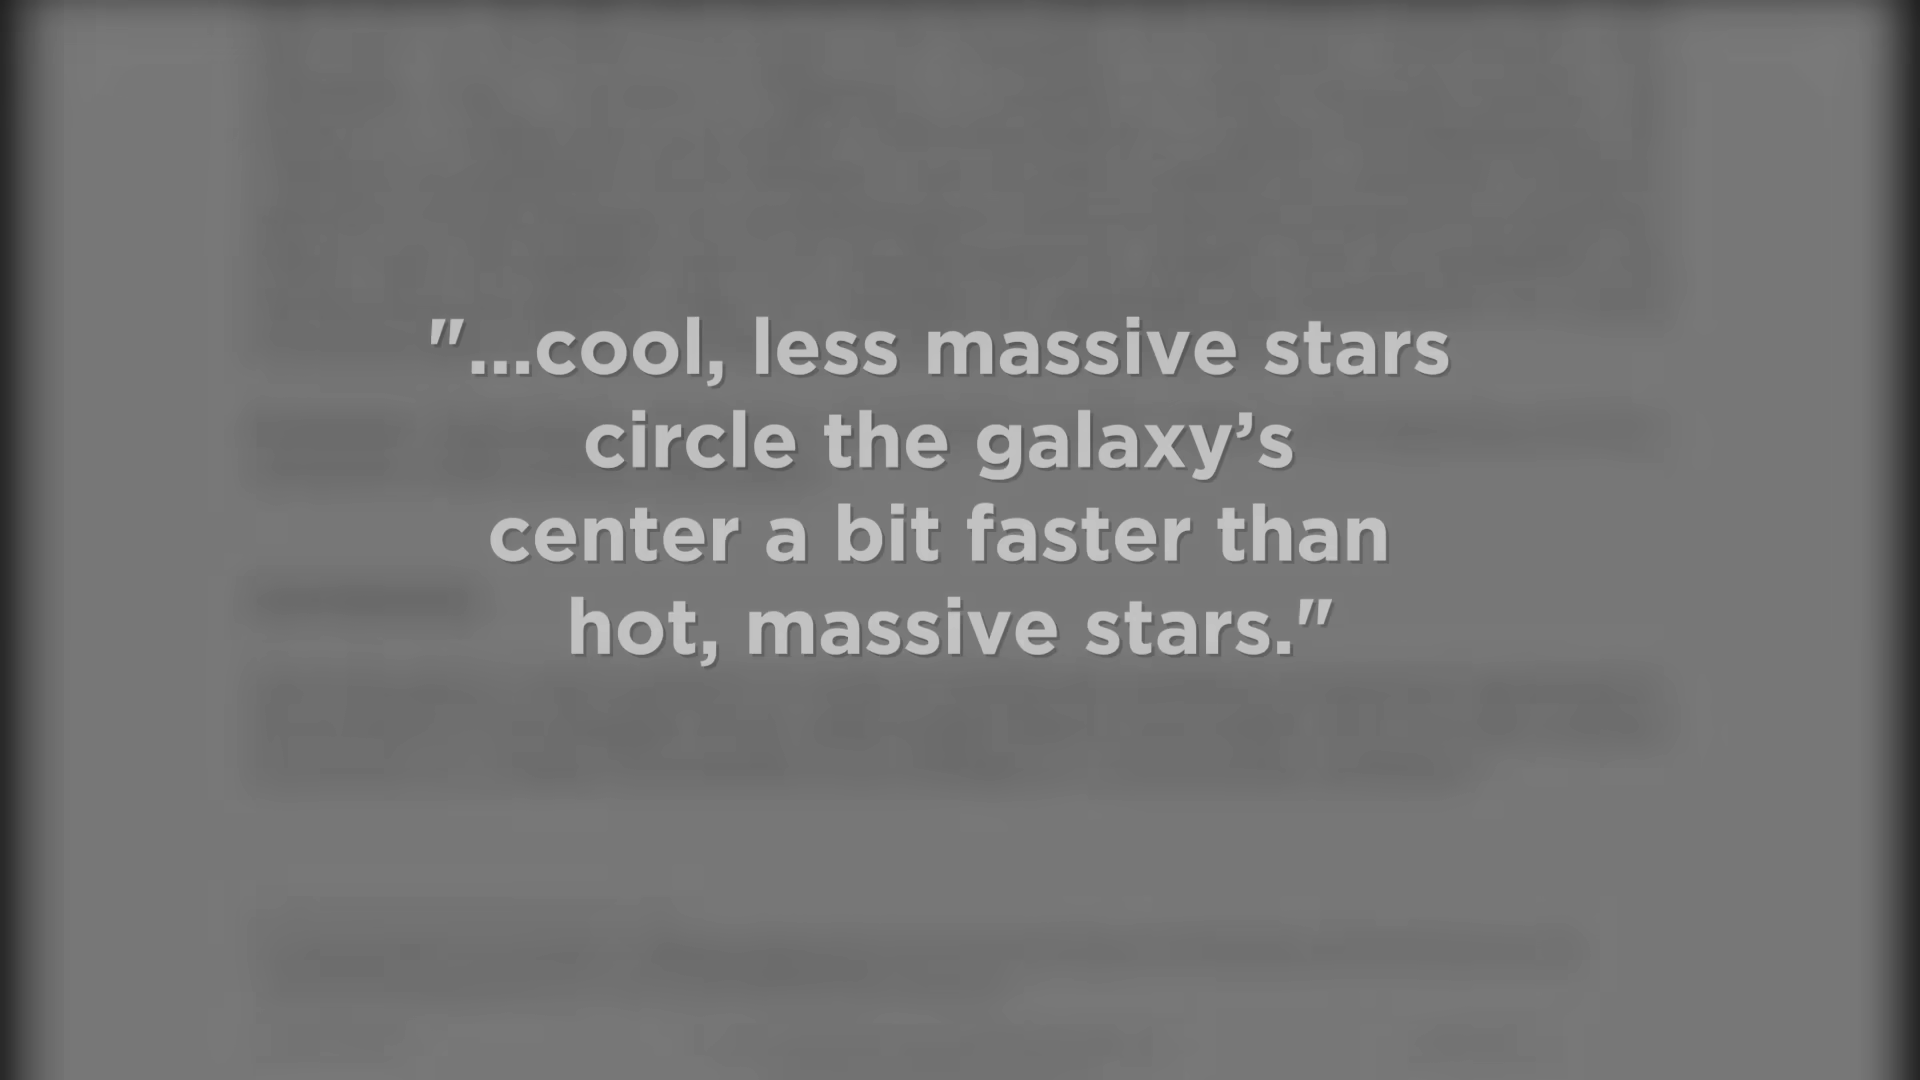 "...cool, less massive stars
circle the galaxy’s
center a bit faster than
hot, massive stars."